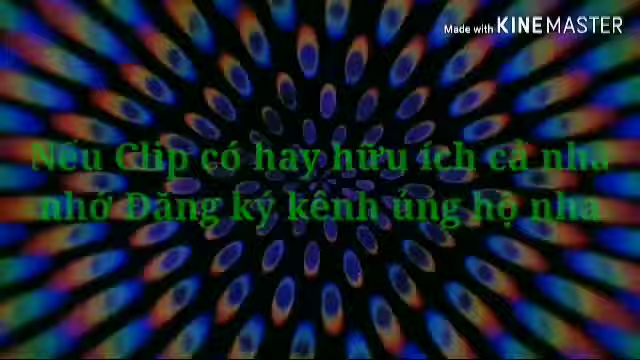 Made with KINEMASTER
Nếu Clip có hay hữu ích cả nhà
nhớ Đăng ký kênh ủng hộ nha